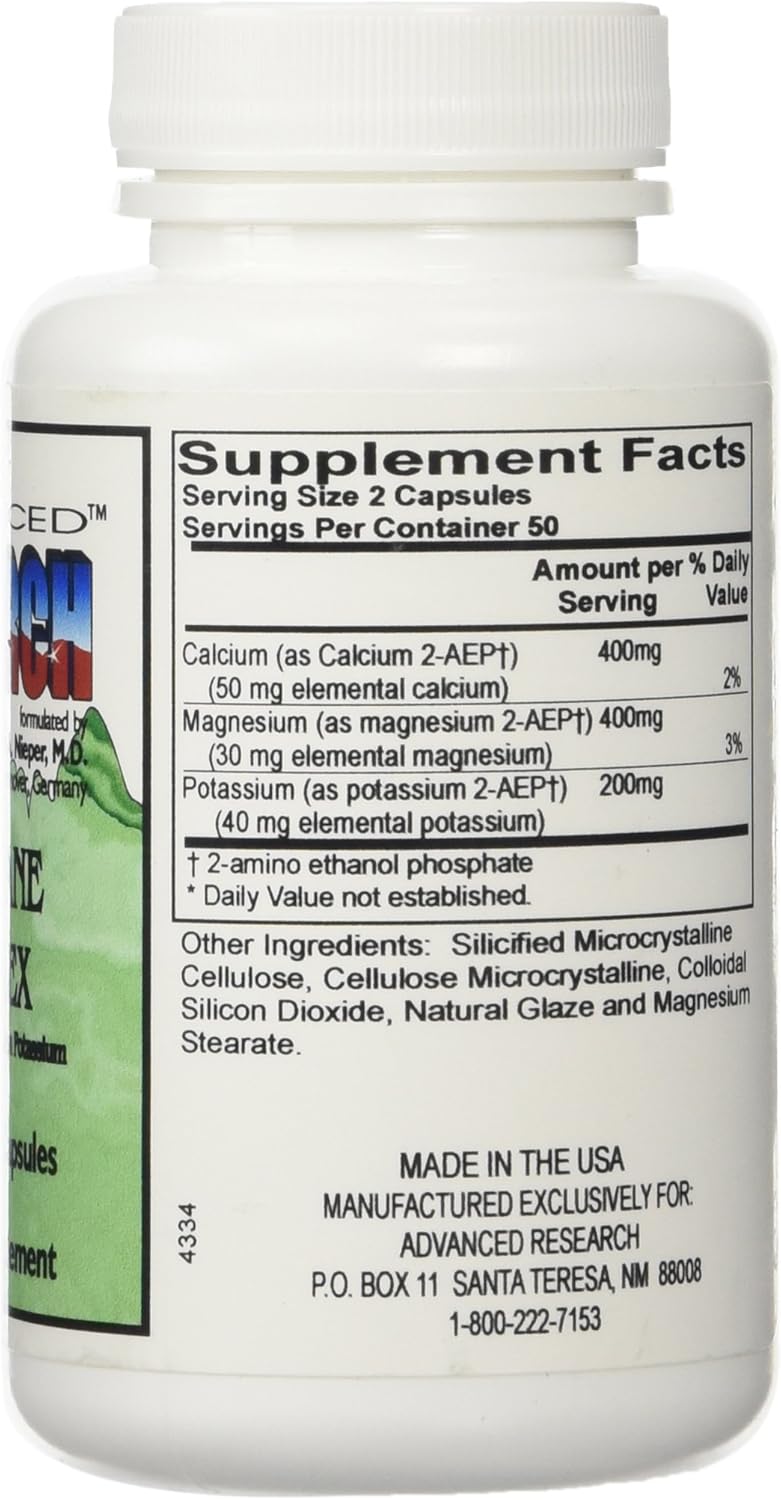 CED™
RCH
formulated by
Nieper, M.D.
Germany
NE
EX
Potassium
psules
ement
Supplement Facts
Serving Size 2 Capsules
Servings Per Container 50
Amount per % Daily
Serving Value
Calcium (as Calcium 2-AEP†) 400mg
(50 mg elemental calcium) 2%
Magnesium (as magnesium 2-AEP†) 400mg
(30 mg elemental magnesium) 3%
Potassium (as potassium 2-AEP†) 200mg
(40 mg elemental potassium)
† 2-amino ethanol phosphate
* Daily Value not established.
Other Ingredients: Silicified Microcrystalline
Cellulose, Cellulose Microcrystalline, Colloidal
Silicon Dioxide, Natural Glaze and Magnesium
Stearate.
4334
MADE IN THE USA
MANUFACTURED EXCLUSIVELY FOR:
ADVANCED RESEARCH
P.O. BOX 11 SANTA TERESA, NM 88008
1-800-222-7153